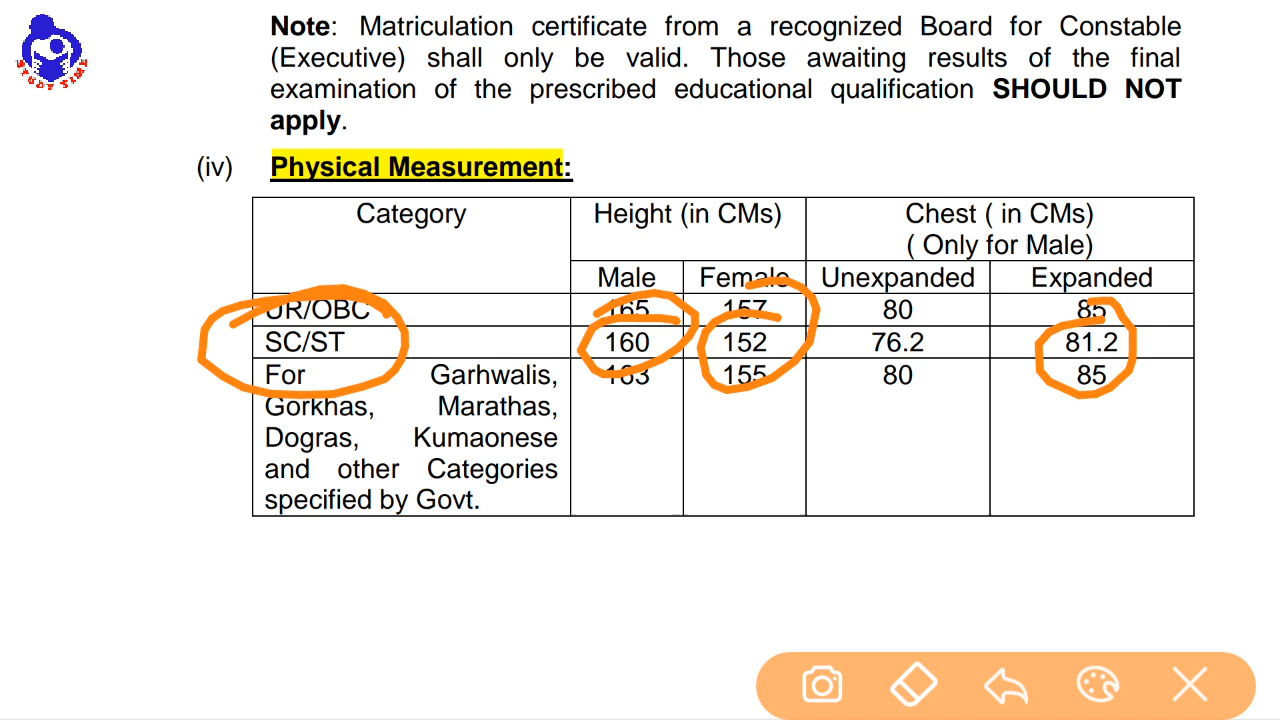 STUDY TIME
Note: Matriculation certificate from a recognized Board for Constable
(Executive) shall only be valid. Those awaiting results of the final
examination of the prescribed educational qualification SHOULD NOT
apply.
(iv) Physical Measurement:
Category Height (in CMs) Chest ( in CMs)
( Only for Male)
Male Female Unexpanded Expanded
UR/OBC 165 157 80 85
SC/ST 160 152 76.2 81.2
For Garhwalis, 163 155 80 85
Gorkhas, Marathas,
Dogras, Kumaonese
and other Categories
specified by Govt.